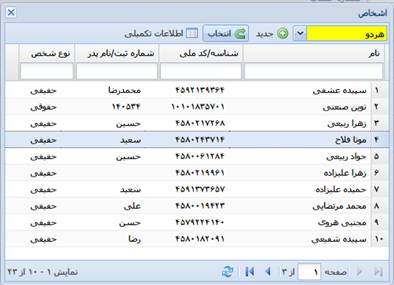 اشخاص
هردو جدید انتخاب اطلاعات تکمیلی
نام شناسه/کد ملی شماره ثبت/نام پدر نوع شخص
۱ سپیده عشقی ۴۵۹۲۱۳۹۳۶۴ محمدرضا حقیقی
۲ نوین صنعتی ۱۰۱۰۱۸۳۵۷۰۱ ۱۴۰۵۳۴ حقوقی
۳ زهرا ربیعی ۴۵۸۰۲۱۷۲۶۸ حسین حقیقی
۴ مونا فلاح ۴۵۸۰۲۴۳۷۱۴ سعید حقیقی
۵ جواد ربیعی ۴۵۸۰۰۶۱۲۸۴ حسین حقیقی
۶ زهرا علیزاده ۴۵۸۰۲۱۹۹۶۱ حقیقی
۷ حمیده علیزاده ۴۵۹۱۳۷۳۶۵۷ سعید حقیقی
۸ محمد مرتضایی ۴۵۸۰۰۱۹۴۲۳ علی حقیقی
۹ مجتبی هروی ۴۵۷۹۲۲۴۱۴۰ حسن حقیقی
۱۰ سپیده شفیعی ۴۵۸۰۱۸۲۰۹۱ رضا حقیقی
صفحه ۱ از ۳ نمایش ۱ - ۱۰ از ۲۳